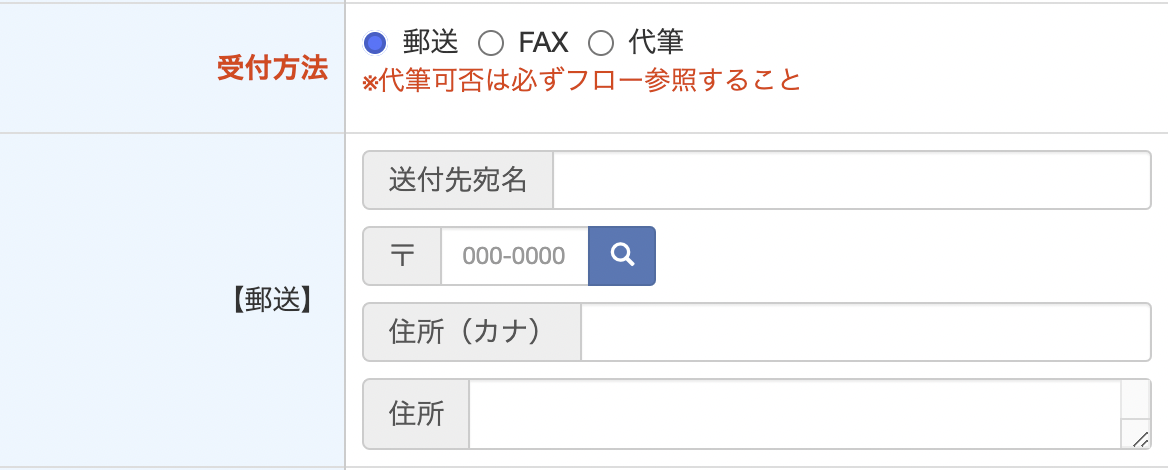 受付方法
郵送 FAX 代筆
※代筆可否は必ずフロー参照すること
【郵送】
送付先宛名
〒 000-0000
住所（カナ）
住所